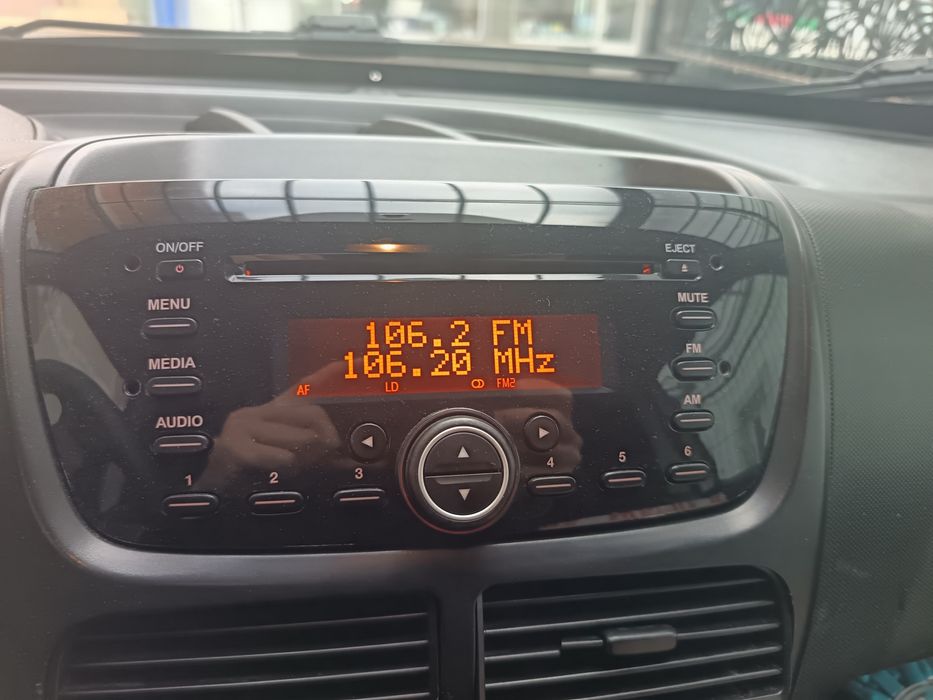 ON/OFF
EJECT
MENU
MUTE
106.2 FM
106.20 MHz
MEDIA
FM
AF LD FM2
AUDIO
AM
1 2 3 4 5 6